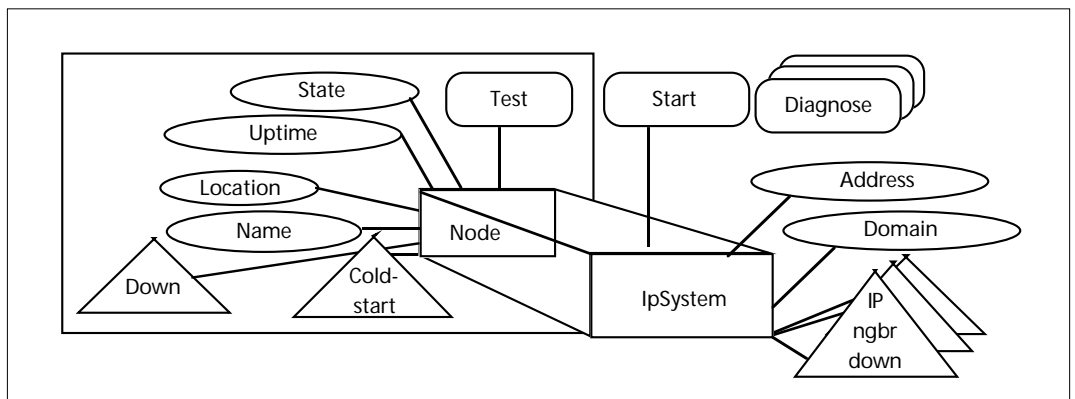 State
Test
Start
Diagnose
Uptime
Location
Address
Name
Node
Domain
Down
Cold-
start
IpSystem
IP
ngbr
down